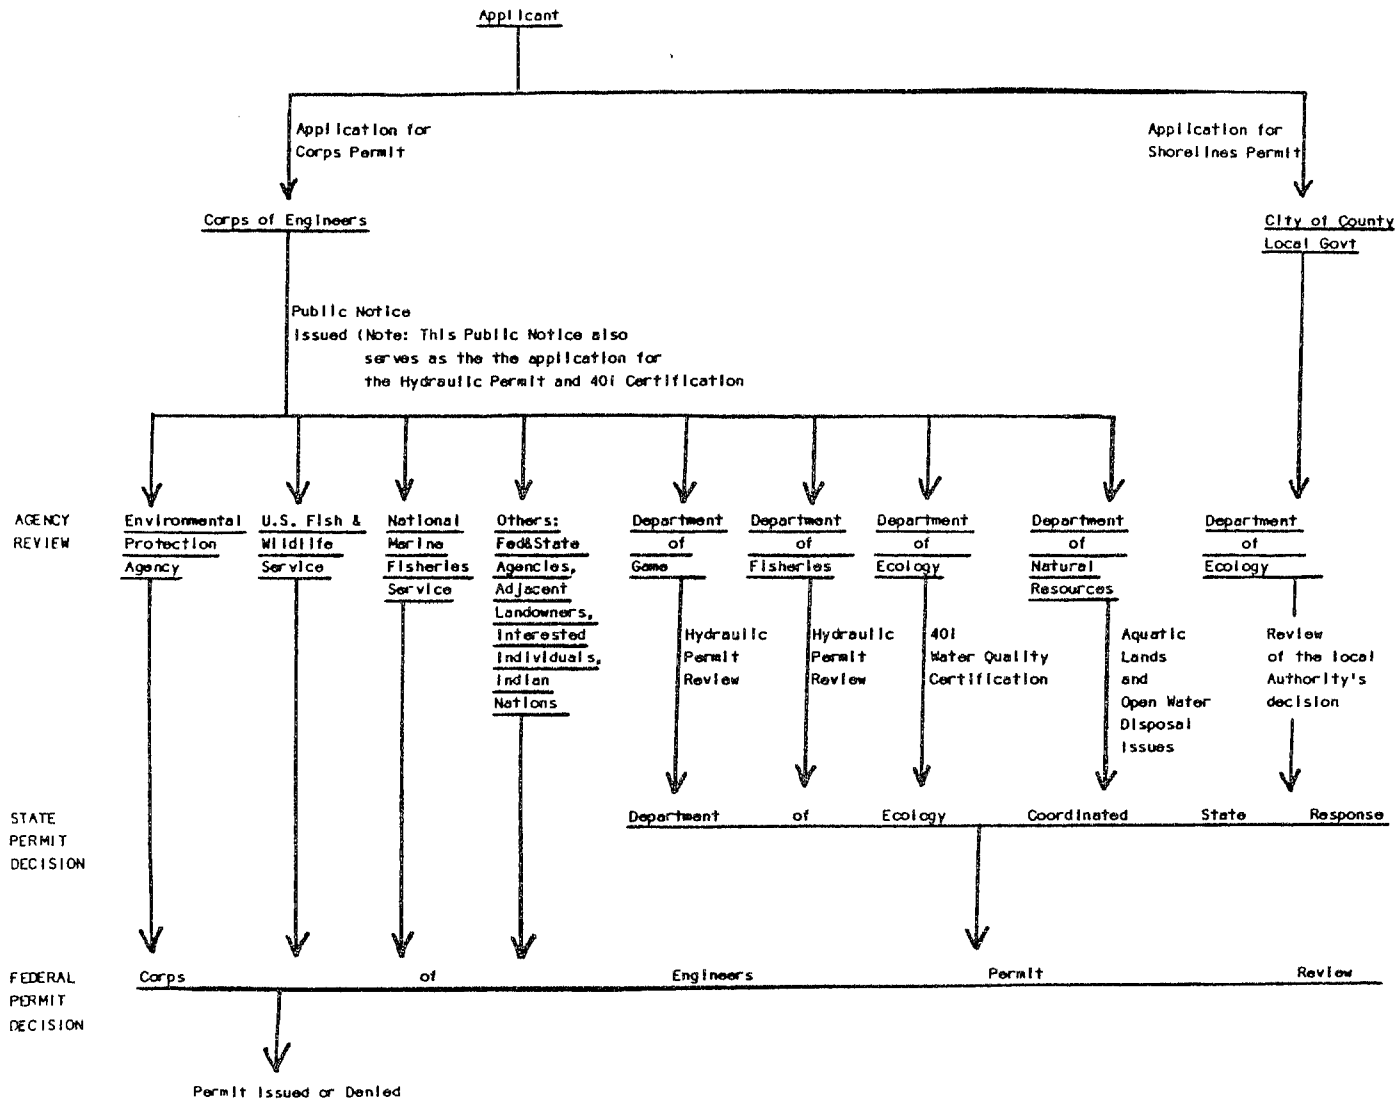 Applicant
Application for
Corps Permit
Application for
Shorelines Permit
Corps of Engineers
City of County
Local Govt
Public Notice
Issued (Note: This Public Notice also
serves as the the application for
the Hydraulic Permit and 401 Certification
AGENCY
REVIEW
Environmental
Protection
Agency
U.S. Fish &
Wildlife
Service
National
Marine
Fisheries
Service
Others:
Fed&State
Agencies,
Adjacent
Landowners,
Interested
Individuals,
Indian
Nations
Department
of
Game
Department
of
Fisheries
Department
of
Ecology
Department
of
Natural
Resources
Department
of
Ecology
Hydraulic
Permit
Review
Hydraulic
Permit
Review
401
Water Quality
Certification
Aquatic
Lands
and
Open Water
Disposal
Issues
Review
of the local
Authority's
decision
STATE
PERMIT
DECISION
Department of Ecology Coordinated State Response
FEDERAL
PERMIT
DECISION
Corps of Engineers Permit Review
Permit Issued or Denied